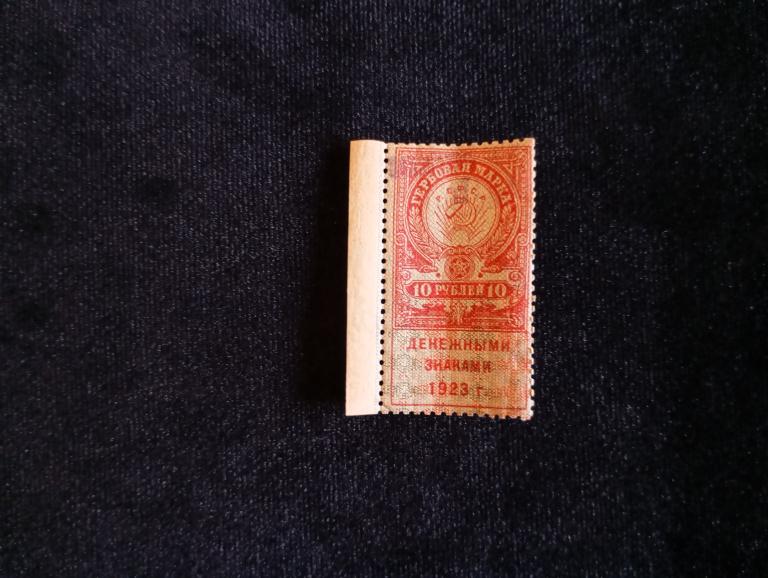 ГЕРБОВАЯ МАРКА
Р.С.Ф.С.Р.
10 РУБЛЕЙ 10
ДЕНЕЖНЫМИ
ЗНАКАМИ
1923 г.